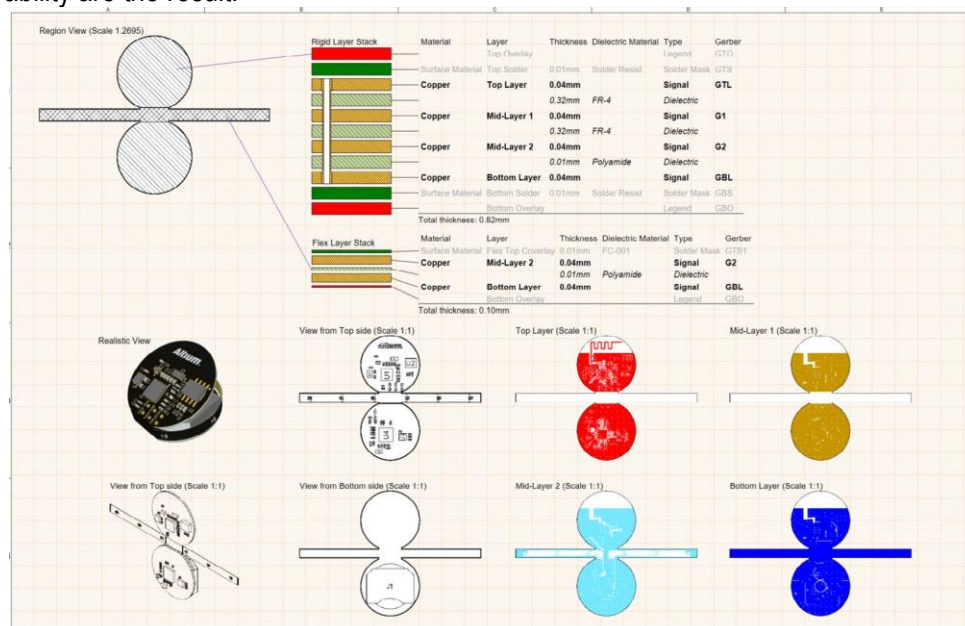 ability are the result.
A B C D E
Region View (Scale 1.2695)
Rigid Layer Stack Material Layer Thickness Dielectric Material Type Gerber
Top Overlay Legend GTO
Surface Material Top Solder 0.01mm Solder Resist Solder Mask GTS
Copper Top Layer 0.04mm Signal GTL
0.32mm FR-4 Dielectric
Copper Mid-Layer 1 0.04mm Signal G1
0.32mm FR-4 Dielectric
Copper Mid-Layer 2 0.04mm Signal G2
0.01mm Polyamide Dielectric
Copper Bottom Layer 0.04mm Signal GBL
Surface Material Bottom Solder 0.01mm Solder Resist Solder Mask GBS
Bottom Overlay Legend GBO
Total thickness: 0.82mm
Flex Layer Stack Material Layer Thickness Dielectric Material Type Gerber
Surface Material Flex Top Coverlay 0.01mm FC-001 Solder Mask GTS1
Copper Mid-Layer 2 0.04mm Signal G2
0.01mm Polyamide Dielectric
Copper Bottom Layer 0.04mm Signal GBL
Bottom Overlay Legend GBO
Total thickness: 0.10mm
Realistic View
View from Top side (Scale 1:1)
Top Layer (Scale 1:1)
Mid-Layer 1 (Scale 1:1)
Altium
Altium
U1
U2
U4
View from Top side (Scale 1:1)
View from Bottom side (Scale 1:1)
Mid-Layer 2 (Scale 1:1)
Bottom Layer (Scale 1:1)
J1